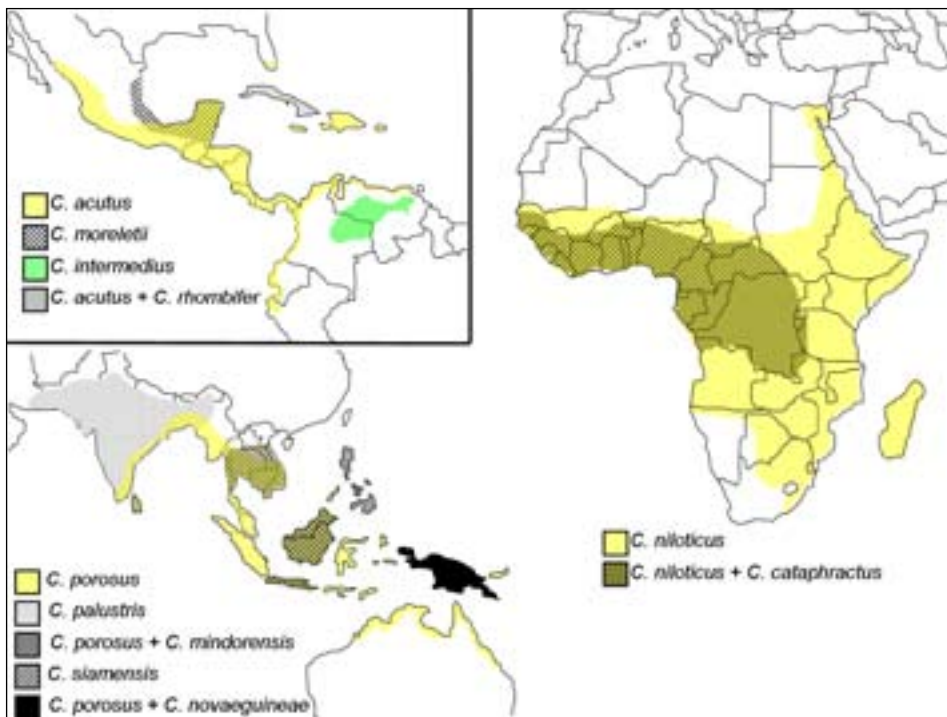 C. acutus
C. moreletii
C. intermedius
C. acutus + C. rhombifer
C. porosus
C. palustris
C. porosus + C. mindorensis
C. siamensis
C. porosus + C. novaeguineae
C. niloticus
C. niloticus + C. cataphractus